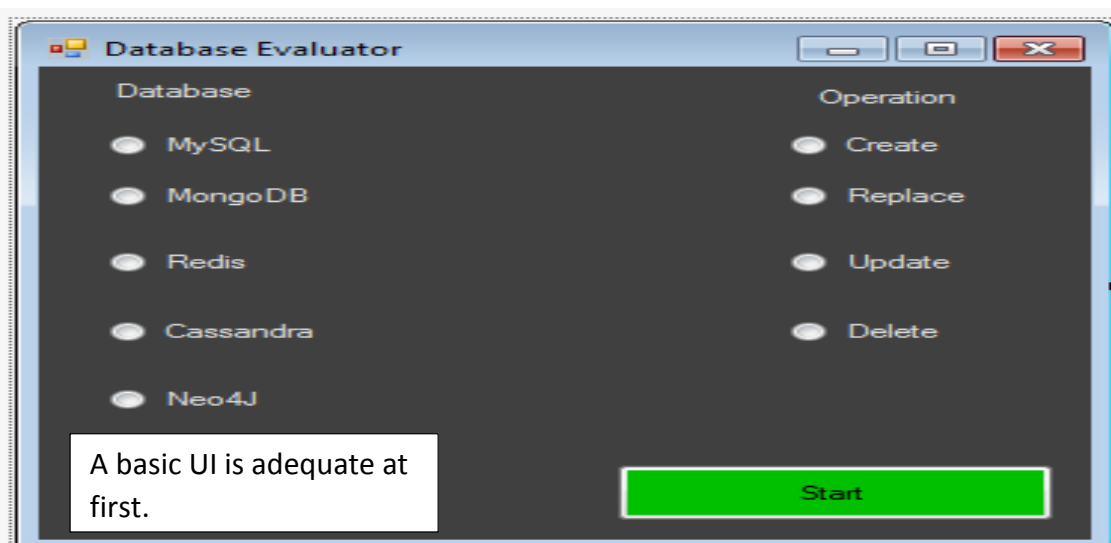 Database Evaluator
Database
Operation
MySQL
Create
MongoDB
Replace
Redis
Update
Cassandra
Delete
Neo4J
A basic UI is adequate at
first.
Start